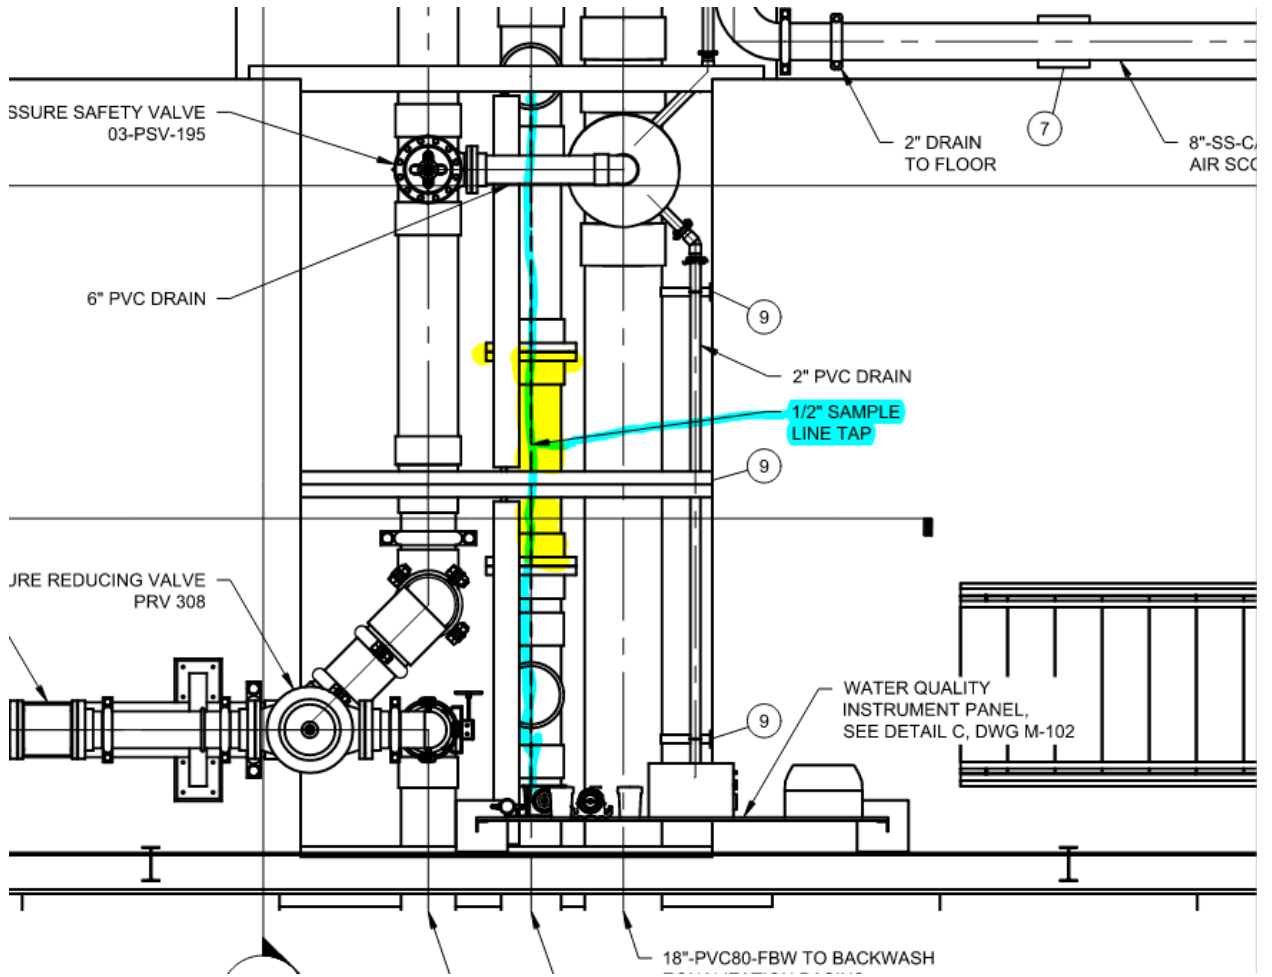 SSURE SAFETY VALVE
03-PSV-195
2" DRAIN
TO FLOOR
7
8"-SS-C
AIR SCO
6" PVC DRAIN
9
2" PVC DRAIN
1/2" SAMPLE
LINE TAP
9
URE REDUCING VALVE
PRV 308
WATER QUALITY
INSTRUMENT PANEL,
SEE DETAIL C, DWG M-102
9
18"-PVC80-FBW TO BACKWASH